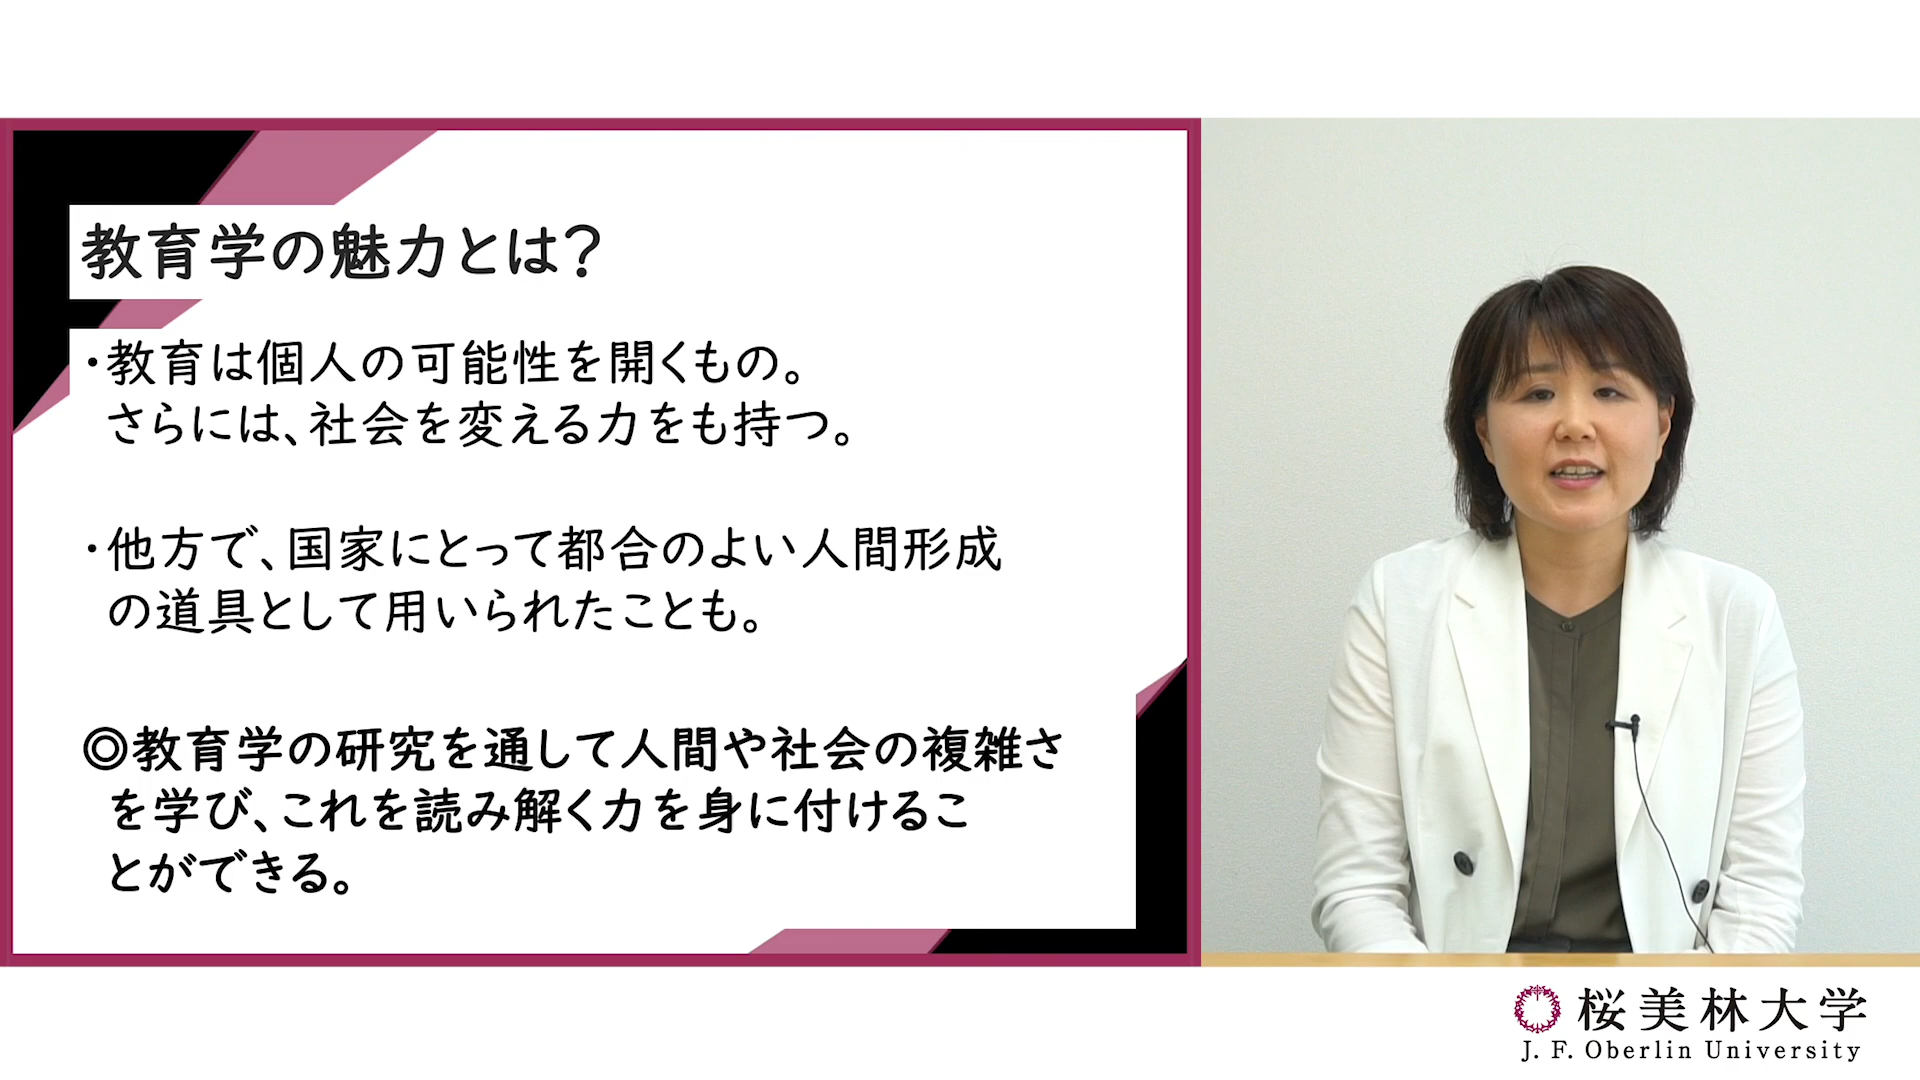 教育学の魅力とは？
・教育は個人の可能性を開くもの。
さらには、社会を変える力をも持つ。
・他方で、国家にとって都合のよい人間形成
の道具として用いられたことも。
◎教育学の研究を通して人間や社会の複雑さ
を学び、これを読み解く力を身に付けるこ
とができる。
桜美林大学
J. F. Oberlin University